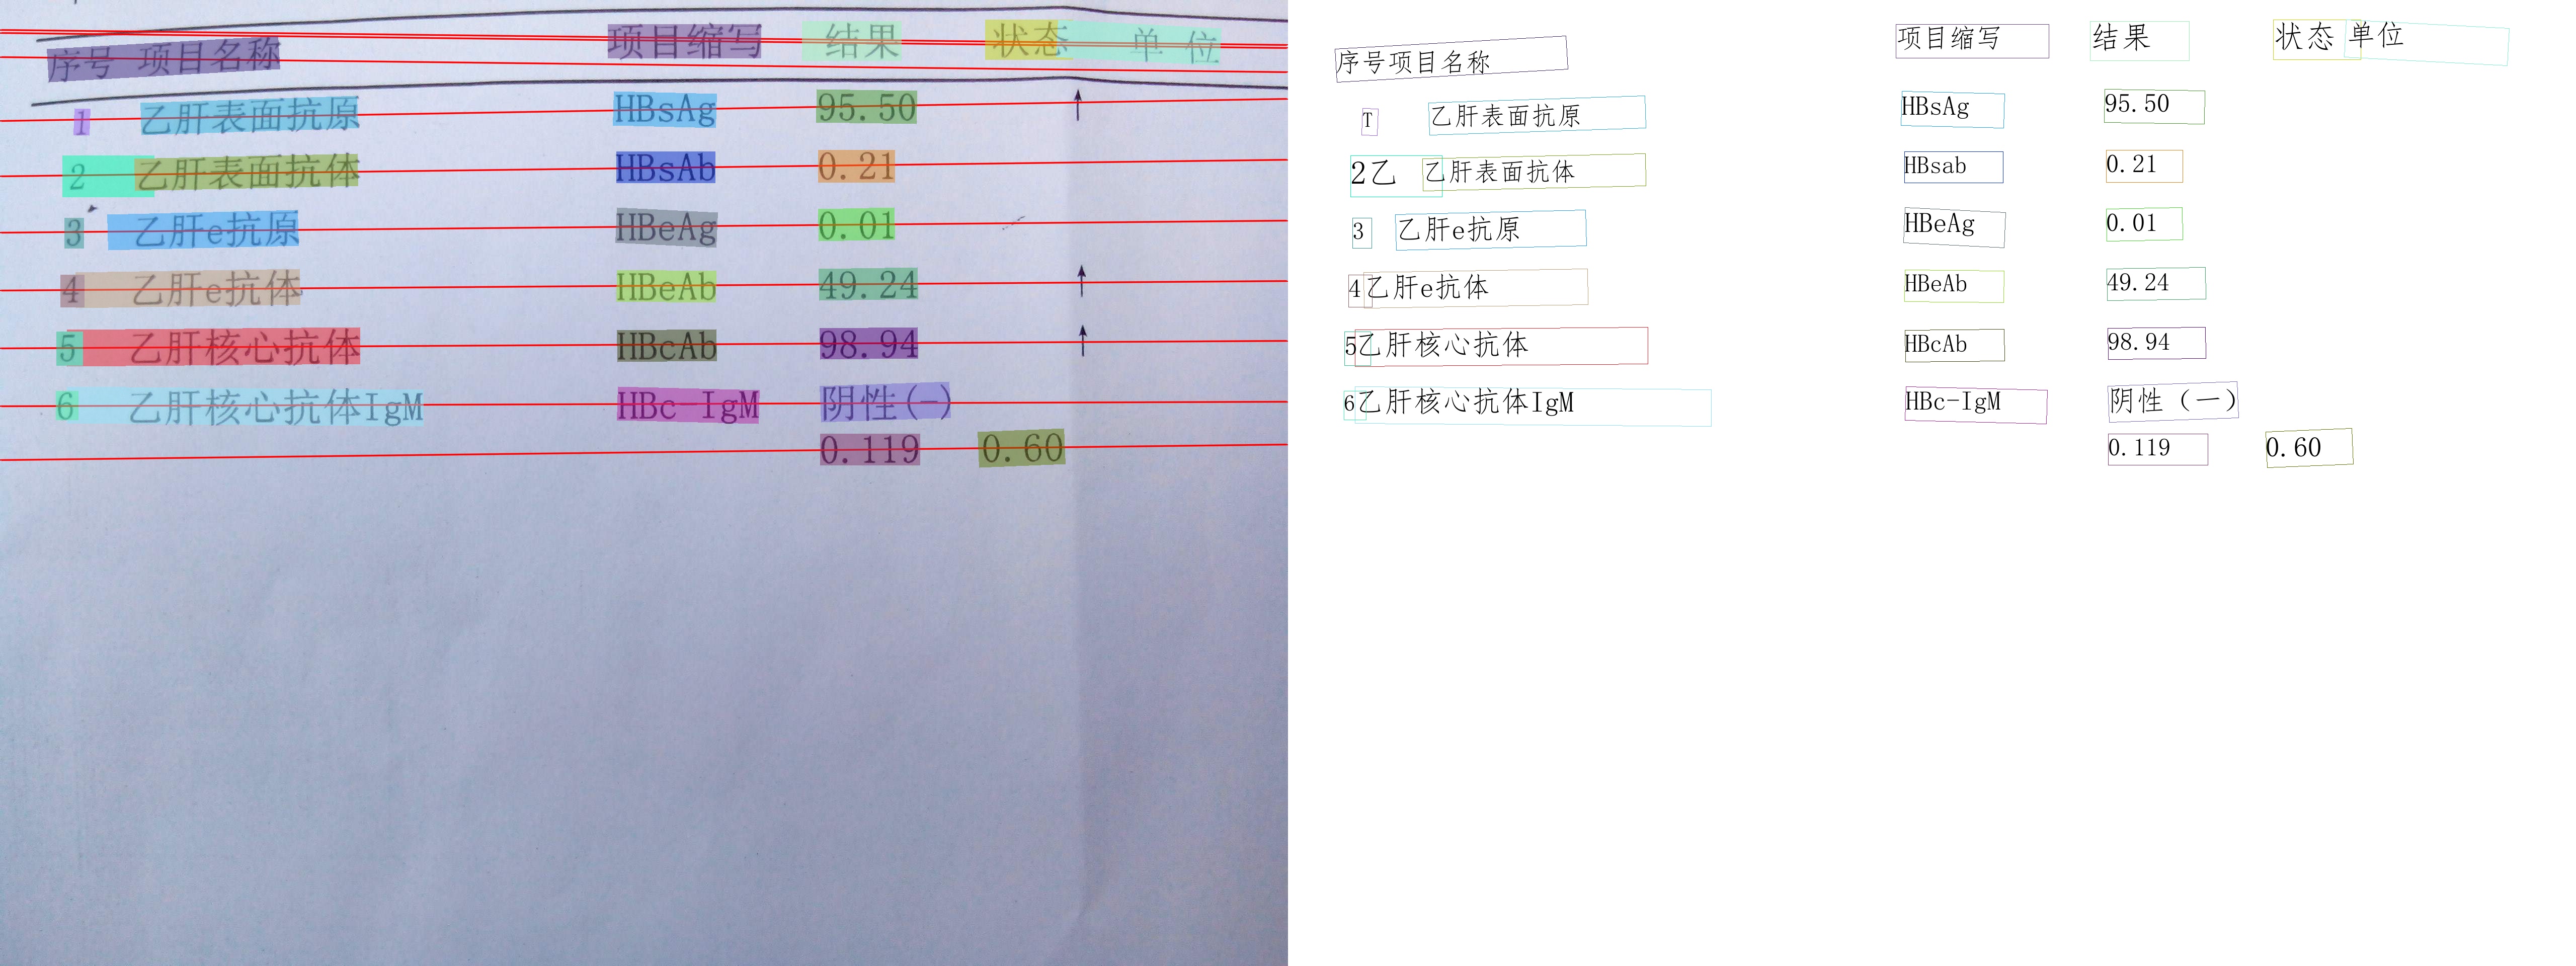 序号 项目名称 项目缩写 结果 状态 单 位
1 乙肝表面抗原 HBsAg 95.50 ↑
2 乙肝表面抗体 HBsAb 0.21
3 乙肝e抗原 HBeAg 0.01
4 乙肝e抗体 HBeAb 49.24 ↑
5 乙肝核心抗体 HBcAb 98.94 ↑
6 乙肝核心抗体IgM HBc-IgM 阴性(-)
0.119 0.60
序号项目名称 项目缩写 结果 状态 单位
T 乙肝表面抗原 HBsAg 95.50
2乙 乙肝表面抗体 HBsab 0.21
3 乙肝e抗原 HBeAg 0.01
4 乙肝e抗体 HBeAb 49.24
5 乙肝核心抗体 HBcAb 98.94
6 乙肝核心抗体IgM HBc-IgM 阴性（一）
0.119 0.60